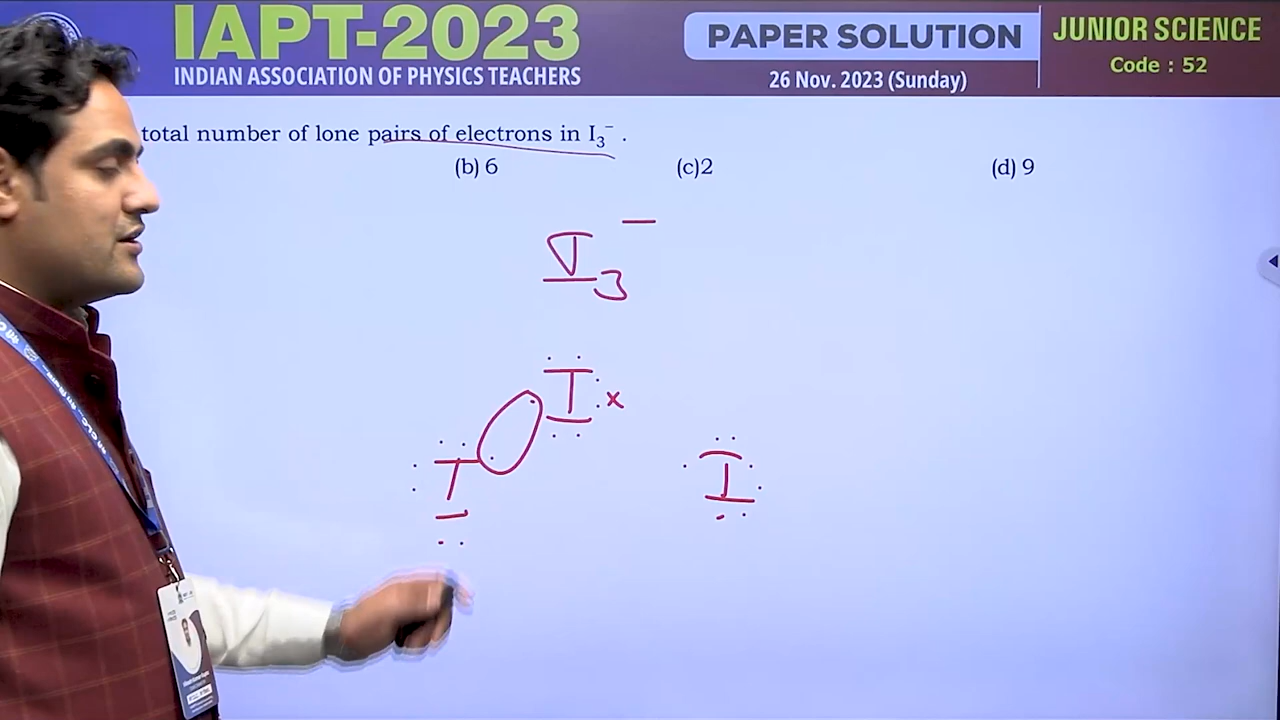 IAPT-2023
INDIAN ASSOCIATION OF PHYSICS TEACHERS
PAPER SOLUTION
26 Nov. 2023 (Sunday)
JUNIOR SCIENCE
Code : 52
total number of lone pairs of electrons in I₃⁻ .
(b) 6 (c)2 (d) 9
I₃⁻
I x
I I